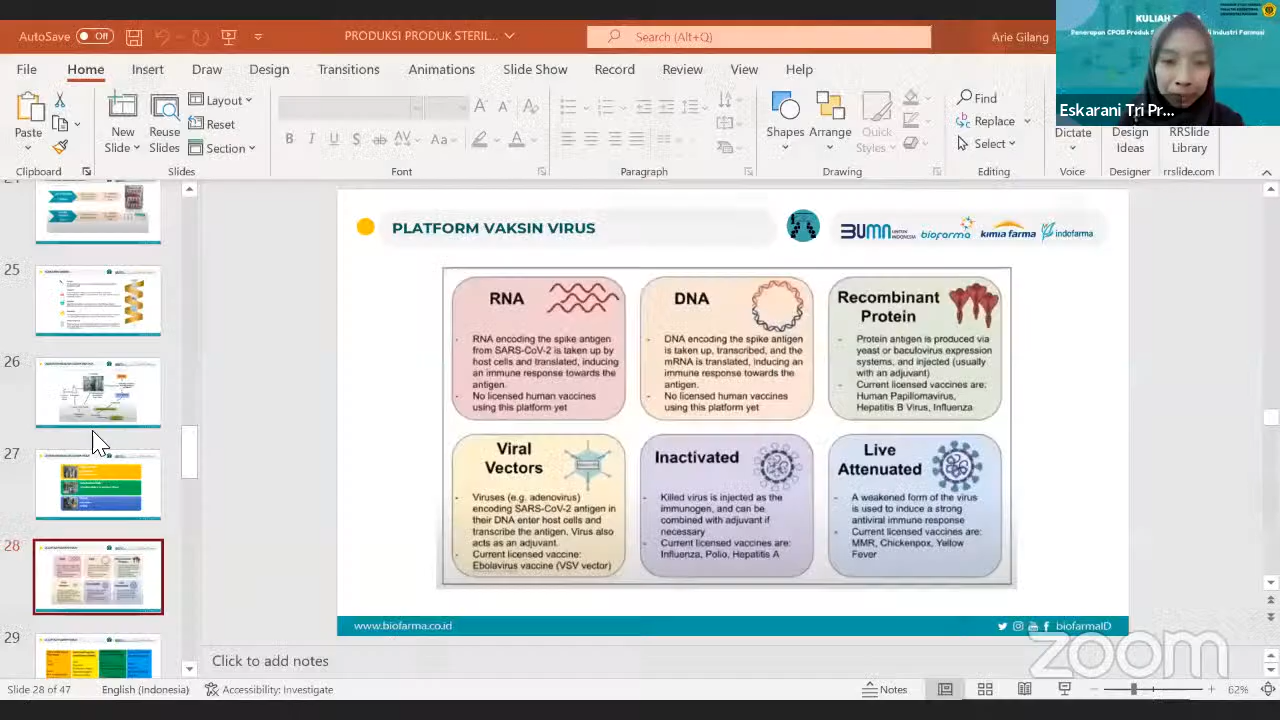 AutoSave Off
PRODUKSI PRODUK STERIL...
Search (Alt+Q)
Arie Gilang
File Home Insert Draw Design Transitions Animations Slide Show Record Review View Help
Paste
New
Slide
Reuse
Slides
Layout
Reset
Section
Shapes
Arrange
Quick
Styles
Find
Replace
Select
Dictate
Design
Ideas
RRSlide
Library
Clipboard Slides Font Paragraph Drawing Editing Voice Designer rrslide.com
Eskarani Tri Pr...
25
26
27
28
29
PLATFORM VAKSIN VIRUS
BUMN
biofarma
kimia farma
indofarma
RNA
- RNA encoding the spike antigen
from SARS-CoV-2 is taken up by
host cells and translated, inducing
an immune response towards the
antigen.
- No licensed human vaccines
using this platform yet
DNA
- DNA encoding the spike antigen
is taken up, transcribed, and the
mRNA is translated, inducing an
immune response towards the
antigen.
- No licensed human vaccines
using this platform yet
Recombinant
Protein
- Protein antigen is produced via
yeast or baculovirus expression
systems, and injected (usually
with an adjuvant)
- Current licensed vaccines are:
Human Papillomavirus,
Hepatitis B Virus, Influenza
Viral
Vectors
- Viruses (e.g. adenovirus)
encoding SARS-CoV-2 antigen in
their DNA enter host cells and
transcribe the antigen. Virus also
acts as an adjuvant.
- Current licensed vaccine:
Ebolavirus vaccine (VSV vector)
Inactivated
- Killed virus is injected as the
immunogen, and can be
combined with adjuvant if
necessary
- Current licensed vaccines are:
Influenza, Polio, Hepatitis A
Live
Attenuated
- A weakened form of the virus
is used to induce a strong
antiviral immune response
- Current licensed vaccines are:
MMR, Chickenpox, Yellow
Fever
www.biofarma.co.id
biofarmaID
zoom
Click to add notes
Slide 28 of 47
English (Indonesia)
Accessibility: Investigate
Notes
62%